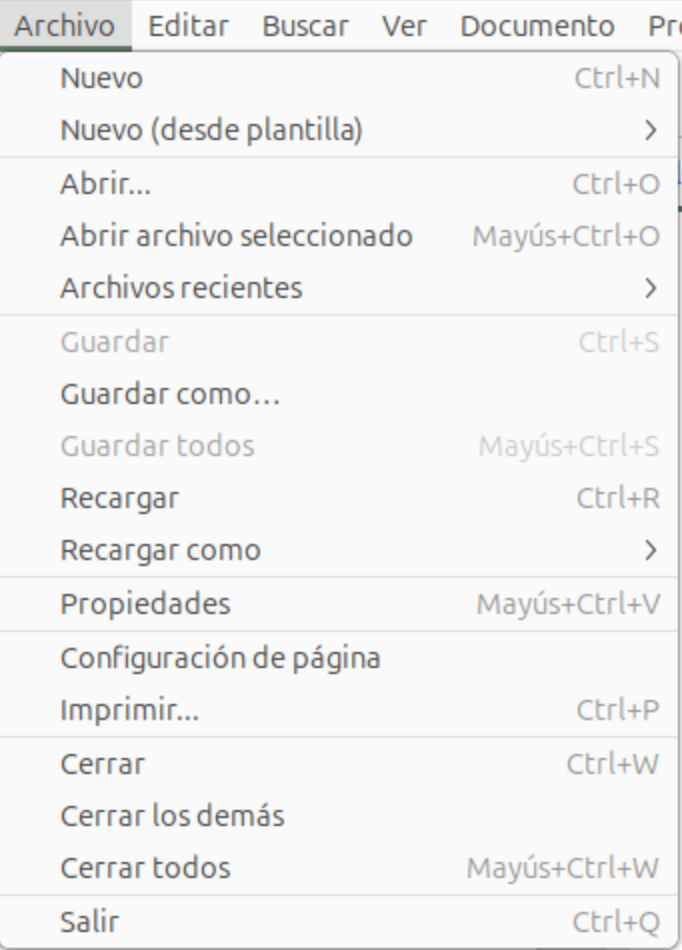 Archivo Editar Buscar Ver Documento
Nuevo Ctrl+N
Nuevo (desde plantilla)
Abrir... Ctrl+O
Abrir archivo seleccionado Mayús+Ctrl+O
Archivos recientes
Guardar Ctrl+S
Guardar como...
Guardar todos Mayús+Ctrl+S
Recargar Ctrl+R
Recargar como
Propiedades Mayús+Ctrl+V
Configuración de página
Imprimir... Ctrl+P
Cerrar Ctrl+W
Cerrar los demás
Cerrar todos Mayús+Ctrl+W
Salir Ctrl+Q